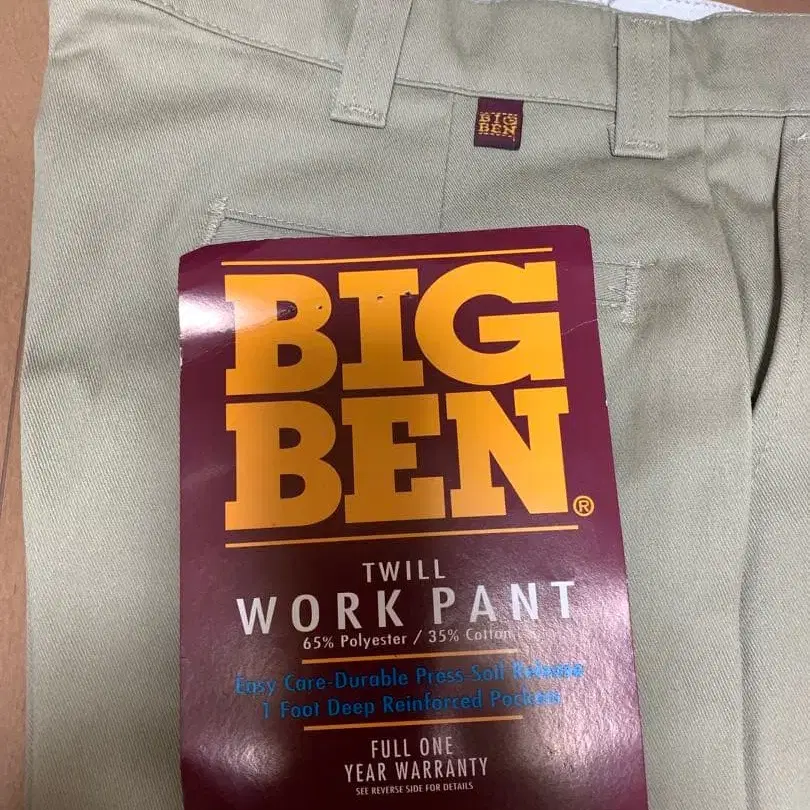 BIG
BEN
BIG
BEN®
TWILL
WORK PANT
65% Polyester / 35% Cotton
Easy Care-Durable Press-Soil Release
1 Foot Deep Reinforced Pockets
FULL ONE
YEAR WARRANTY
SEE REVERSE SIDE FOR DETAILS